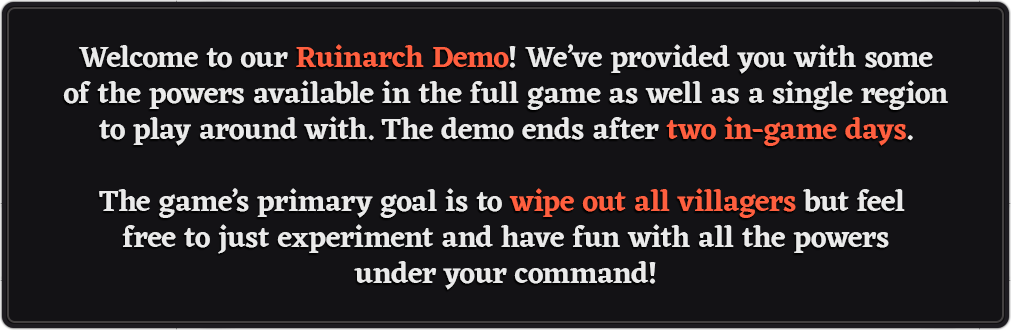 Welcome to our Ruinarch Demo! We’ve provided you with some
of the powers available in the full game as well as a single region
to play around with. The demo ends after two in-game days.
The game’s primary goal is to wipe out all villagers but feel
free to just experiment and have fun with all the powers
under your command!